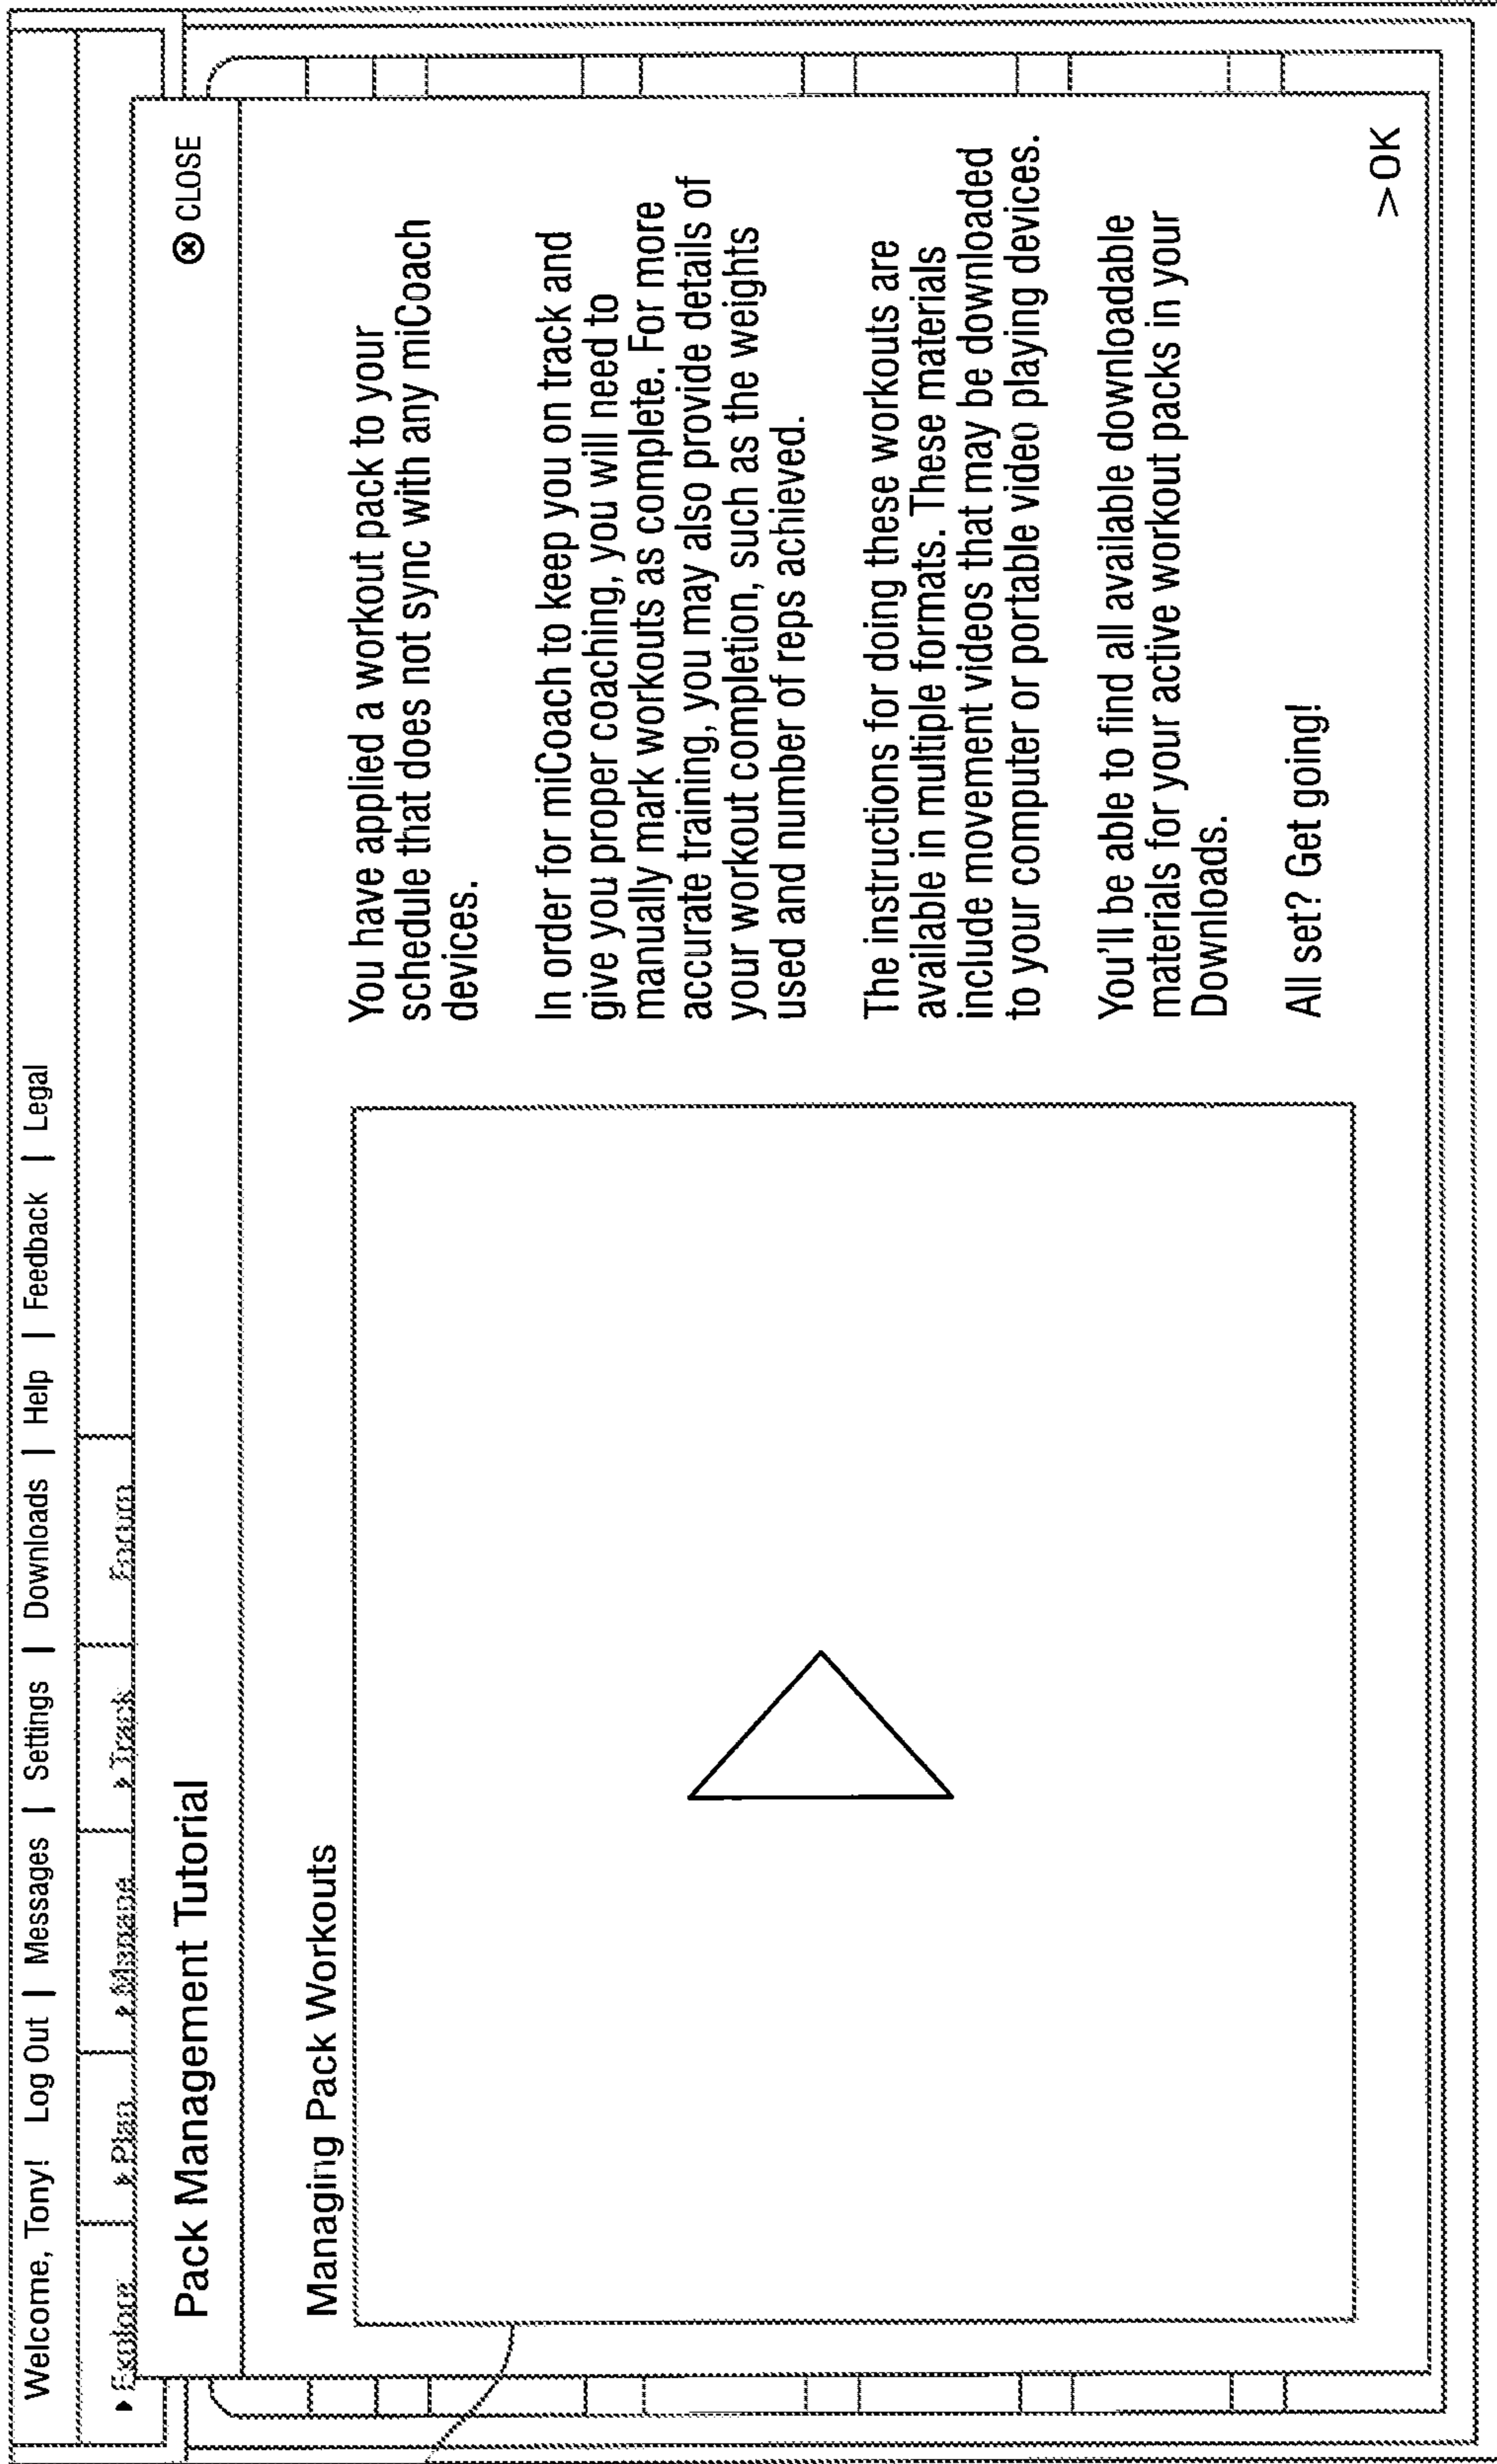 Welcome, Tony! Log Out | Messages | Settings | Downloads | Help | Feedback | Legal
Explore Plan Manage Track Forum
Pack Management Tutorial
⊗ CLOSE
Managing Pack Workouts
You have applied a workout pack to your
schedule that does not sync with any miCoach
devices.
In order for miCoach to keep you on track and
give you proper coaching, you will need to
manually mark workouts as complete. For more
accurate training, you may also provide details of
your workout completion, such as the weights
used and number of reps achieved.
The instructions for doing these workouts are
available in multiple formats. These materials
include movement videos that may be downloaded
to your computer or portable video playing devices.
You'll be able to find all available downloadable
materials for your active workout packs in your
Downloads.
All set? Get going!
>OK